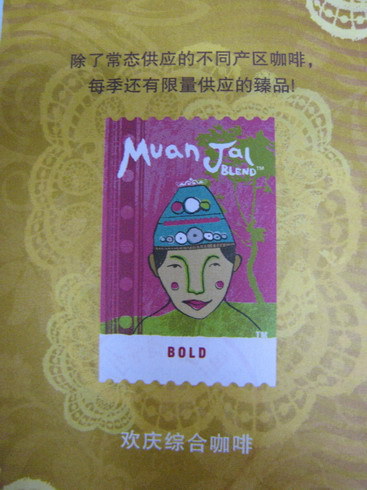 除了常态供应的不同产区咖啡，
每季还有限量供应的臻品!
Muan Jai
BLEND™
TM
BOLD
欢庆综合咖啡